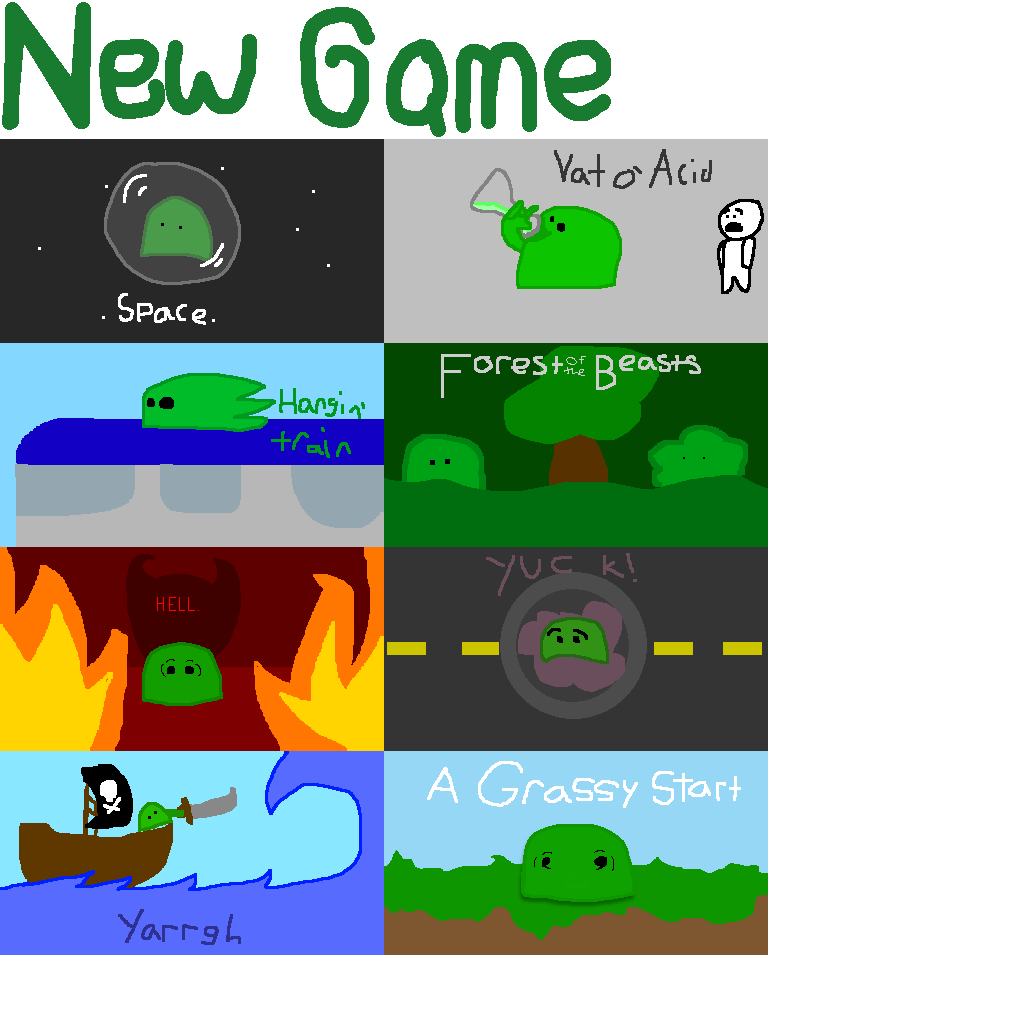 New Game
Space.
Vat o' Acid
Hangin'
train
Forest of the Beasts
HELL.
YUCK!
Yarrgh
A Grassy Start